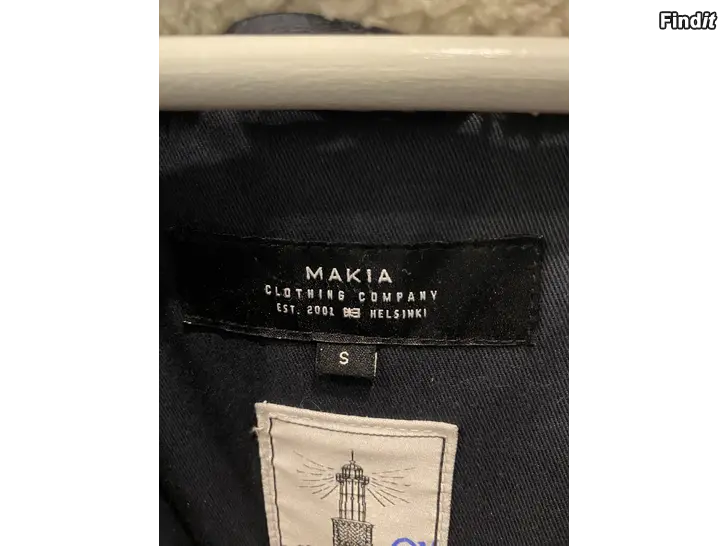 Findit
MAKIA
CLOTHING COMPANY
EST. 2001 HELSINKI
S